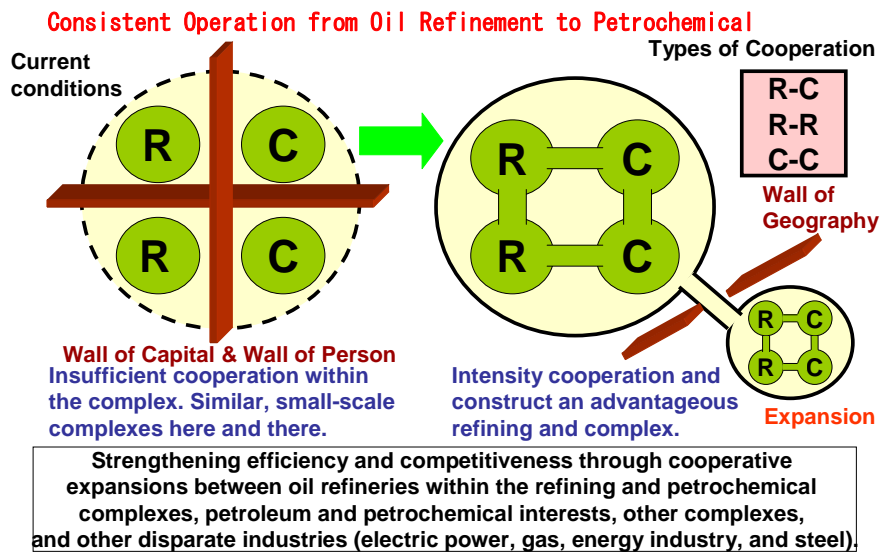 Consistent Operation from Oil Refinement to Petrochemical
Current
conditions
R
C
R
C
Wall of Capital & Wall of Person
Insufficient cooperation within
the complex. Similar, small-scale
complexes here and there.
R
C
R
C
Intensity cooperation and
construct an advantageous
refining and complex.
Types of Cooperation
R-C
R-R
C-C
Wall of
Geography
R
C
R
C
Expansion
Strengthening efficiency and competitiveness through cooperative
expansions between oil refineries within the refining and petrochemical
complexes, petroleum and petrochemical interests, other complexes,
and other disparate industries (electric power, gas, energy industry, and steel).